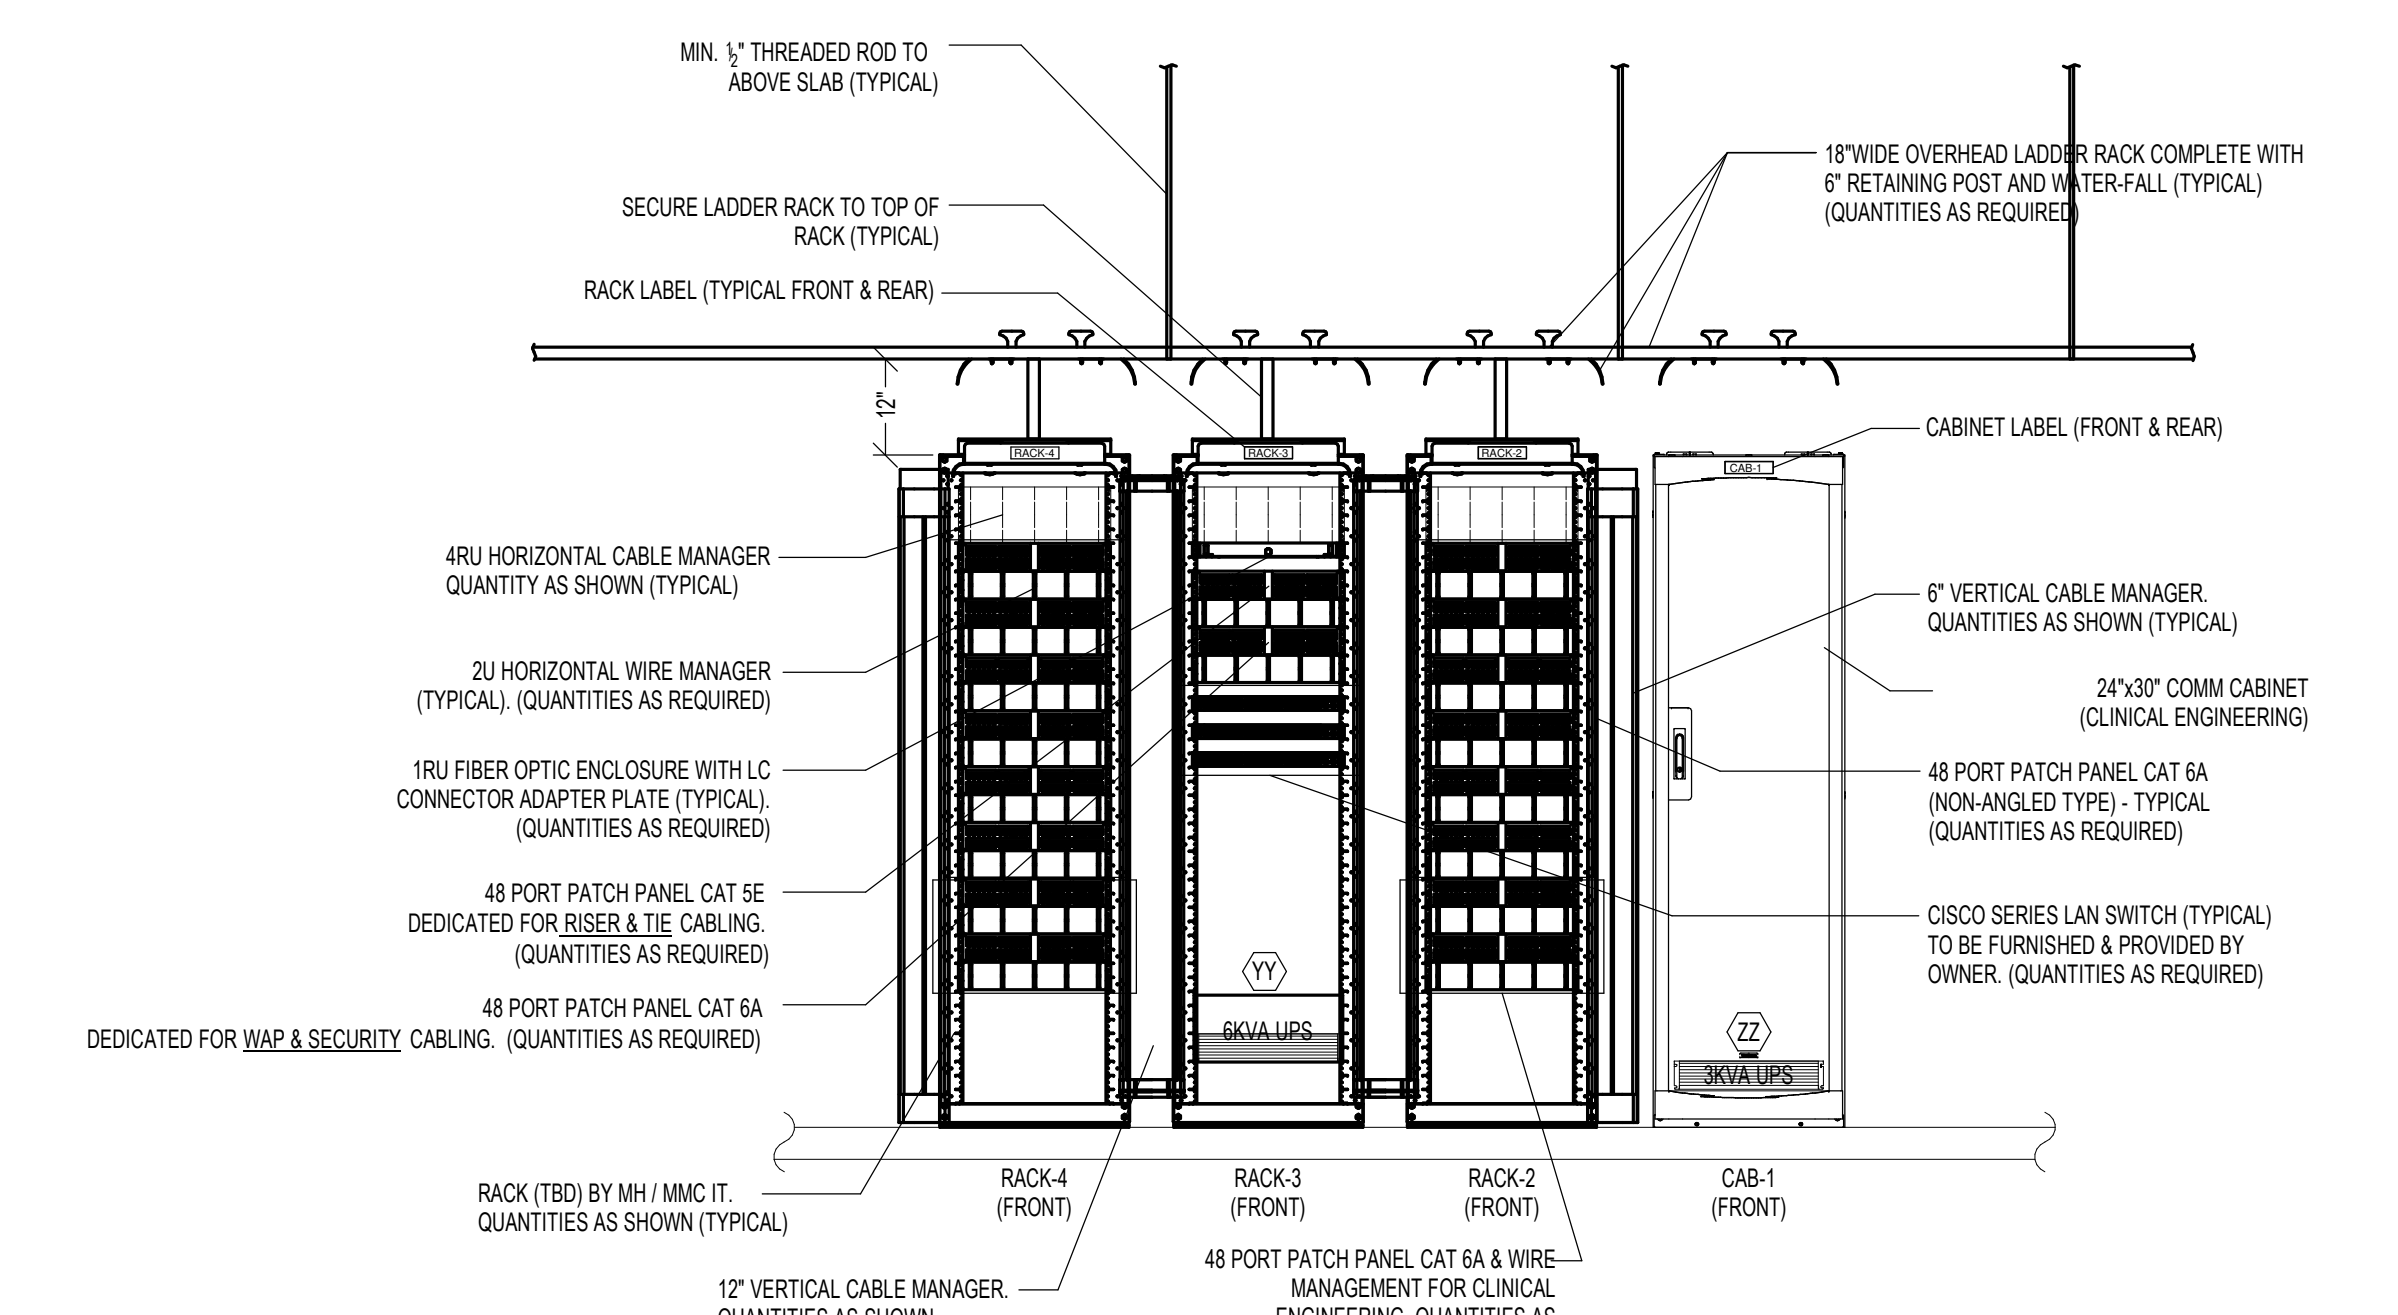 MIN. ½" THREADED ROD TO
ABOVE SLAB (TYPICAL)
18"WIDE OVERHEAD LADDER RACK COMPLETE WITH
6" RETAINING POST AND WATER-FALL (TYPICAL)
(QUANTITIES AS REQUIRED)
SECURE LADDER RACK TO TOP OF
RACK (TYPICAL)
RACK LABEL (TYPICAL FRONT & REAR)
12"
CABINET LABEL (FRONT & REAR)
RACK-4
RACK-3
RACK-2
CAB-1
4RU HORIZONTAL CABLE MANAGER
QUANTITY AS SHOWN (TYPICAL)
6" VERTICAL CABLE MANAGER.
QUANTITIES AS SHOWN (TYPICAL)
2U HORIZONTAL WIRE MANAGER
(TYPICAL). (QUANTITIES AS REQUIRED)
24"x30" COMM CABINET
(CLINICAL ENGINEERING)
1RU FIBER OPTIC ENCLOSURE WITH LC
CONNECTOR ADAPTER PLATE (TYPICAL).
(QUANTITIES AS REQUIRED)
48 PORT PATCH PANEL CAT 6A
(NON-ANGLED TYPE) - TYPICAL
(QUANTITIES AS REQUIRED)
48 PORT PATCH PANEL CAT 5E
DEDICATED FOR RISER & TIE CABLING.
(QUANTITIES AS REQUIRED)
CISCO SERIES LAN SWITCH (TYPICAL)
TO BE FURNISHED & PROVIDED BY
OWNER. (QUANTITIES AS REQUIRED)
48 PORT PATCH PANEL CAT 6A
DEDICATED FOR WAP & SECURITY CABLING. (QUANTITIES AS REQUIRED)
YY
6KVA UPS
ZZ
3KVA UPS
RACK (TBD) BY MH / MMC IT.
QUANTITIES AS SHOWN (TYPICAL)
RACK-4
(FRONT)
RACK-3
(FRONT)
RACK-2
(FRONT)
CAB-1
(FRONT)
12" VERTICAL CABLE MANAGER.
QUANTITIES AS SHOWN
48 PORT PATCH PANEL CAT 6A & WIRE
MANAGEMENT FOR CLINICAL
ENGINEERING. QUANTITIES AS